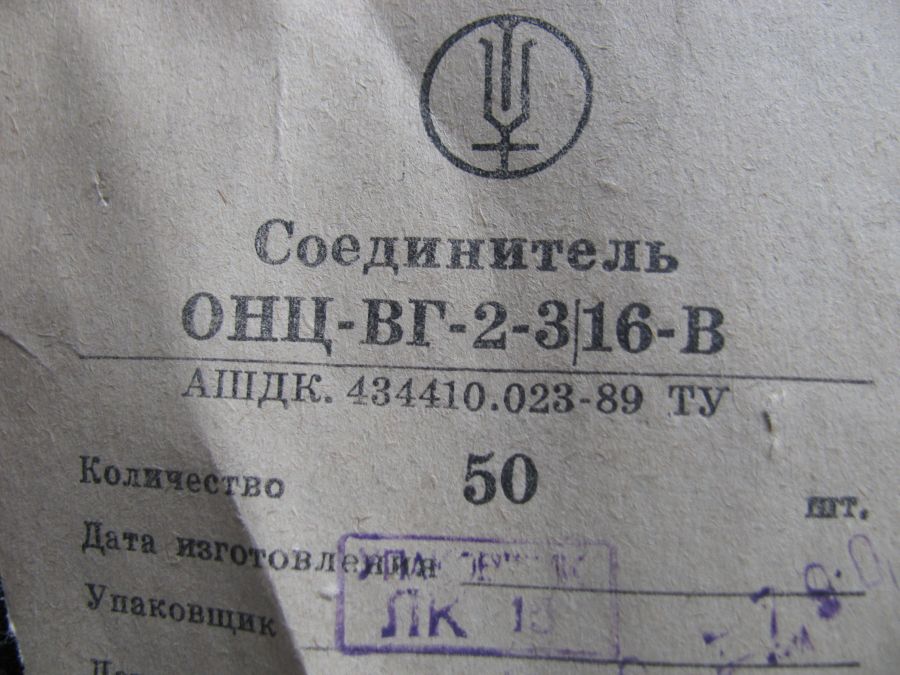 Соединитель
ОНЦ-ВГ-2-3/16-В
АШДК. 434410.023-89 ТУ
Количество 50 шт.
Дата изготовления
Упаковщик
ЛК 13